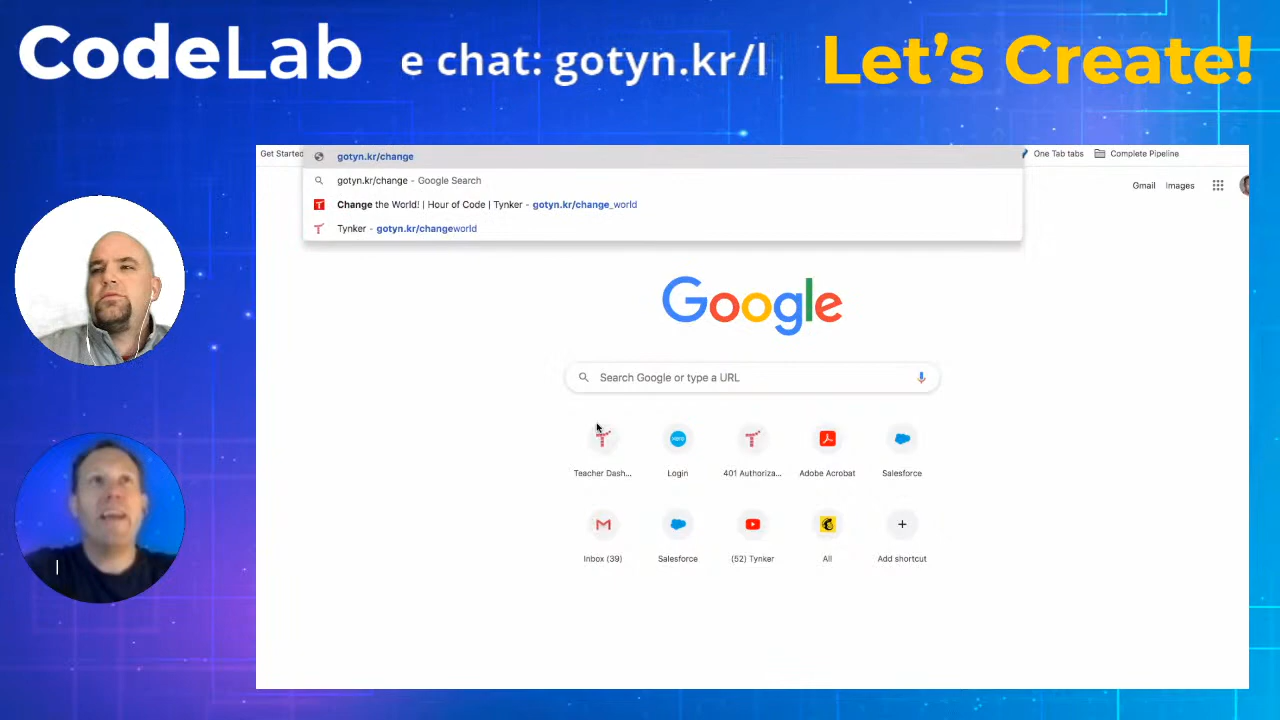 CodeLab
e chat: gotyn.kr/l
Let's Create!
Get Started
gotyn.kr/change
One Tab tabs
Complete Pipeline
gotyn.kr/change - Google Search
Gmail
Images
Change the World! | Hour of Code | Tynker - gotyn.kr/change_world
Tynker - gotyn.kr/changeworld
Google
Search Google or type a URL
Teacher Dash...
Login
401 Authoriza...
Adobe Acrobat
Salesforce
Inbox (39)
Salesforce
(52) Tynker
All
Add shortcut